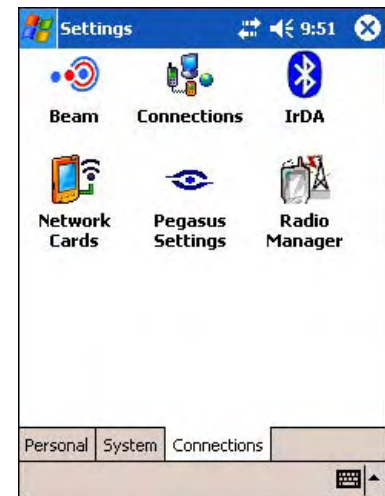 Settings 9:51
Beam Connections IrDA
Network Cards Pegasus Settings Radio Manager
Personal System Connections